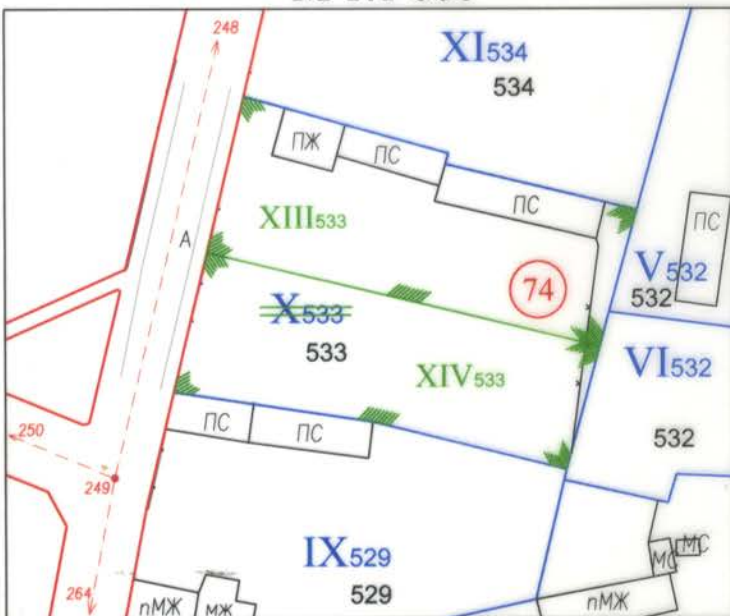 248
XI534
534
ПЖ
ПС
ПС
ПС
XIII533
А
V532
532
74
X533
533
VI532
XIV533
532
ПС
ПС
250
249
IX529
529
МС
МС
264
пМЖ
МЖ
пМЖ